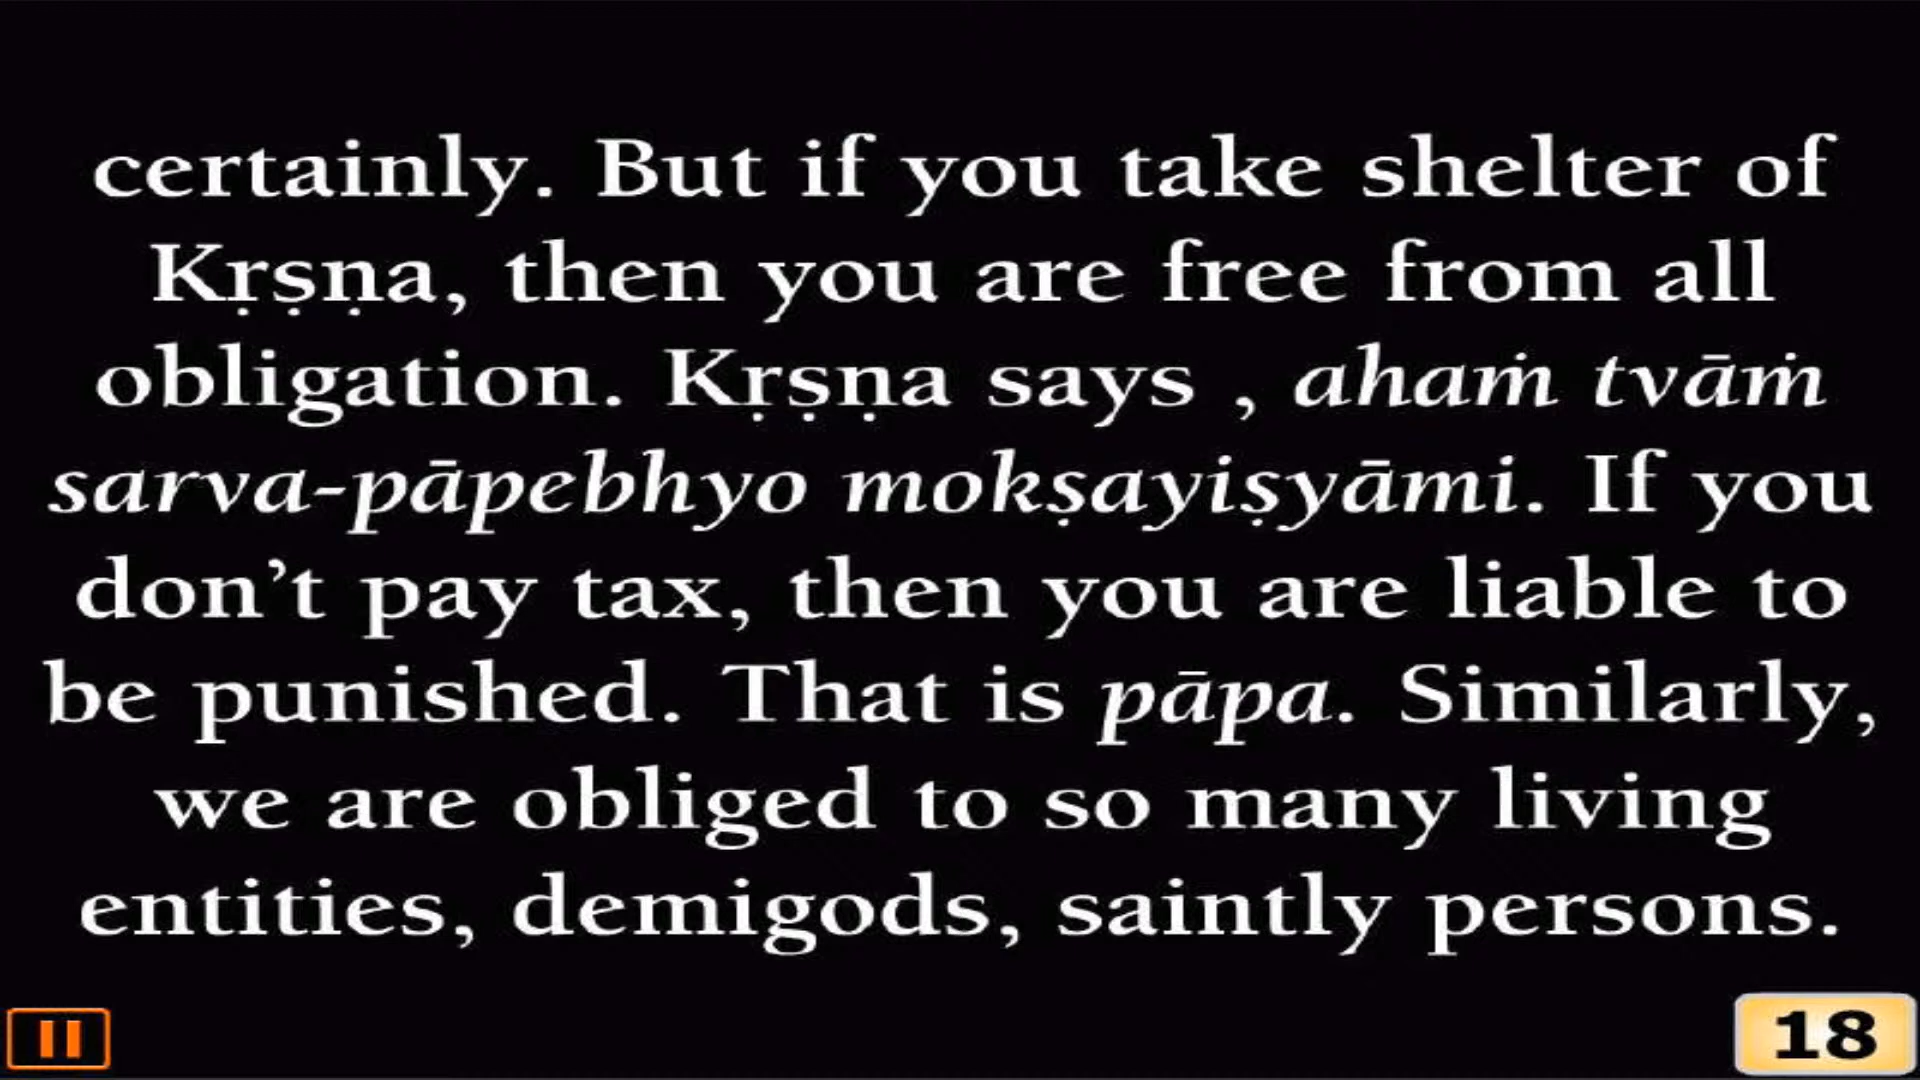 certainly. But if you take shelter of
Kṛṣṇa, then you are free from all
obligation. Kṛṣṇa says , ahaṁ tvāṁ
sarva-pāpebhyo mokṣayiṣyāmi. If you
don’t pay tax, then you are liable to
be punished. That is pāpa. Similarly,
we are obliged to so many living
entities, demigods, saintly persons.
18